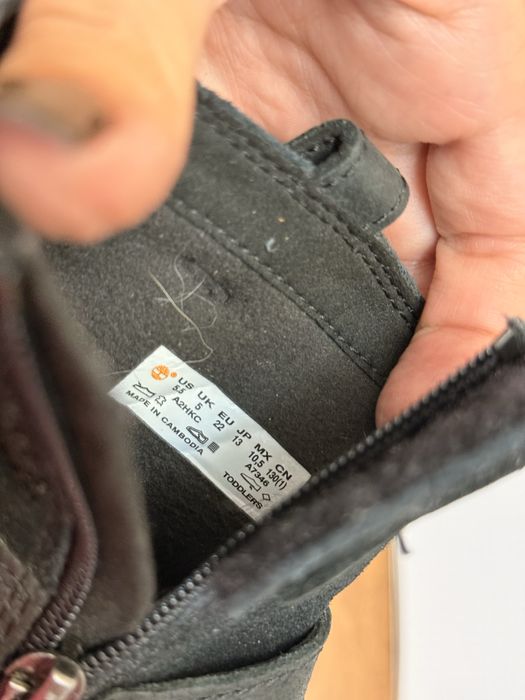 US UK EU JP MX CN
5.5 5 22 13 10.5 130(1)
A2HKC A7346
MADE IN CAMBODIA TODDLERS